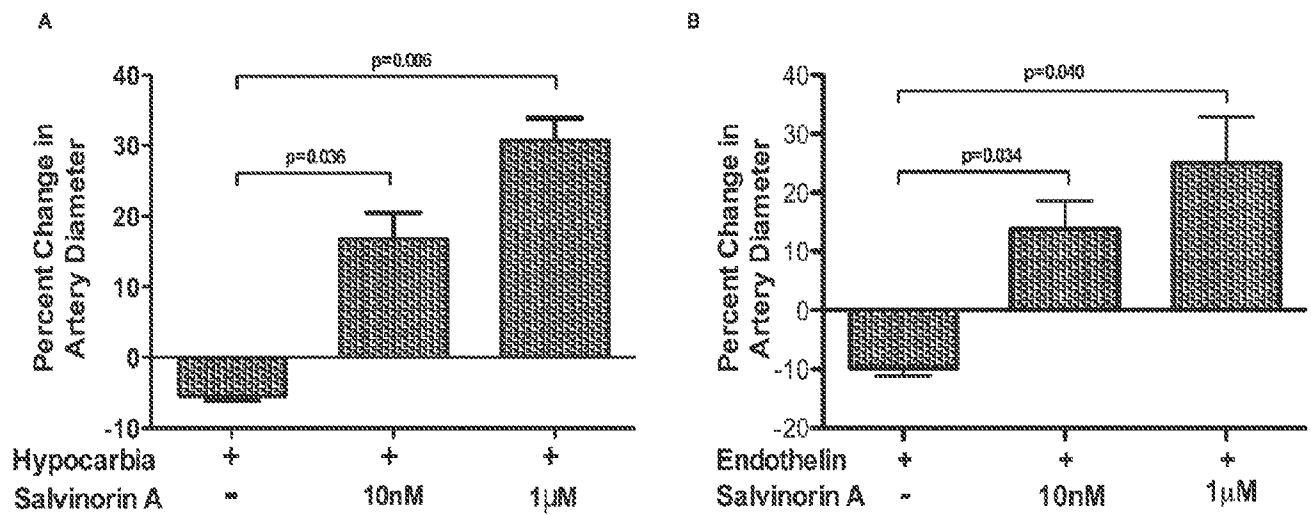 A
Percent Change in
Artery Diameter
40
30
20
10
0
-10
p=0.006
p=0.036
Hypocarbia + + +
Salvinorin A - 10nM 1µM
B
Percent Change in
Artery Diameter
40
30
20
10
0
-10
-20
p=0.040
p=0.034
Endothelin + + +
Salvinorin A - 10nM 1µM